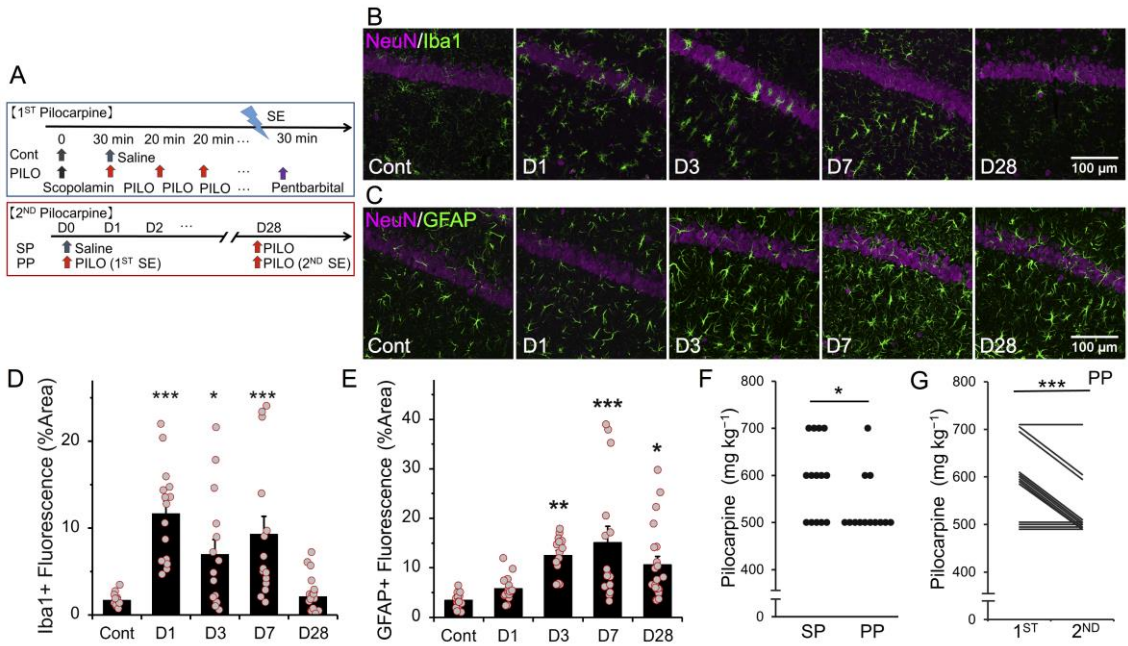 A
【1ST Pilocarpine】
SE
0 30 min 20 min 20 min ... 30 min
Cont
Saline
PILO
Scopolamin PILO PILO PILO ... Pentbarbital
【2ND Pilocarpine】
D0 D1 D2 ... D28
SP Saline PILO
PP PILO (1ST SE) PILO (2ND SE)
B
NeuN/Iba1
Cont D1 D3 D7 D28
100 µm
C
NeuN/GFAP
Cont D1 D3 D7 D28
100 µm
D
Iba1+ Fluorescence (%Area)
20
10
0
*** * ***
Cont D1 D3 D7 D28
E
GFAP+ Fluorescence (%Area)
40
30
20
10
0
** *** *
Cont D1 D3 D7 D28
F
Pilocarpine (mg kg−1)
800
700
600
500
400
0
*
SP PP
G
PP
Pilocarpine (mg kg−1)
800
700
600
500
400
0
***
1ST 2ND